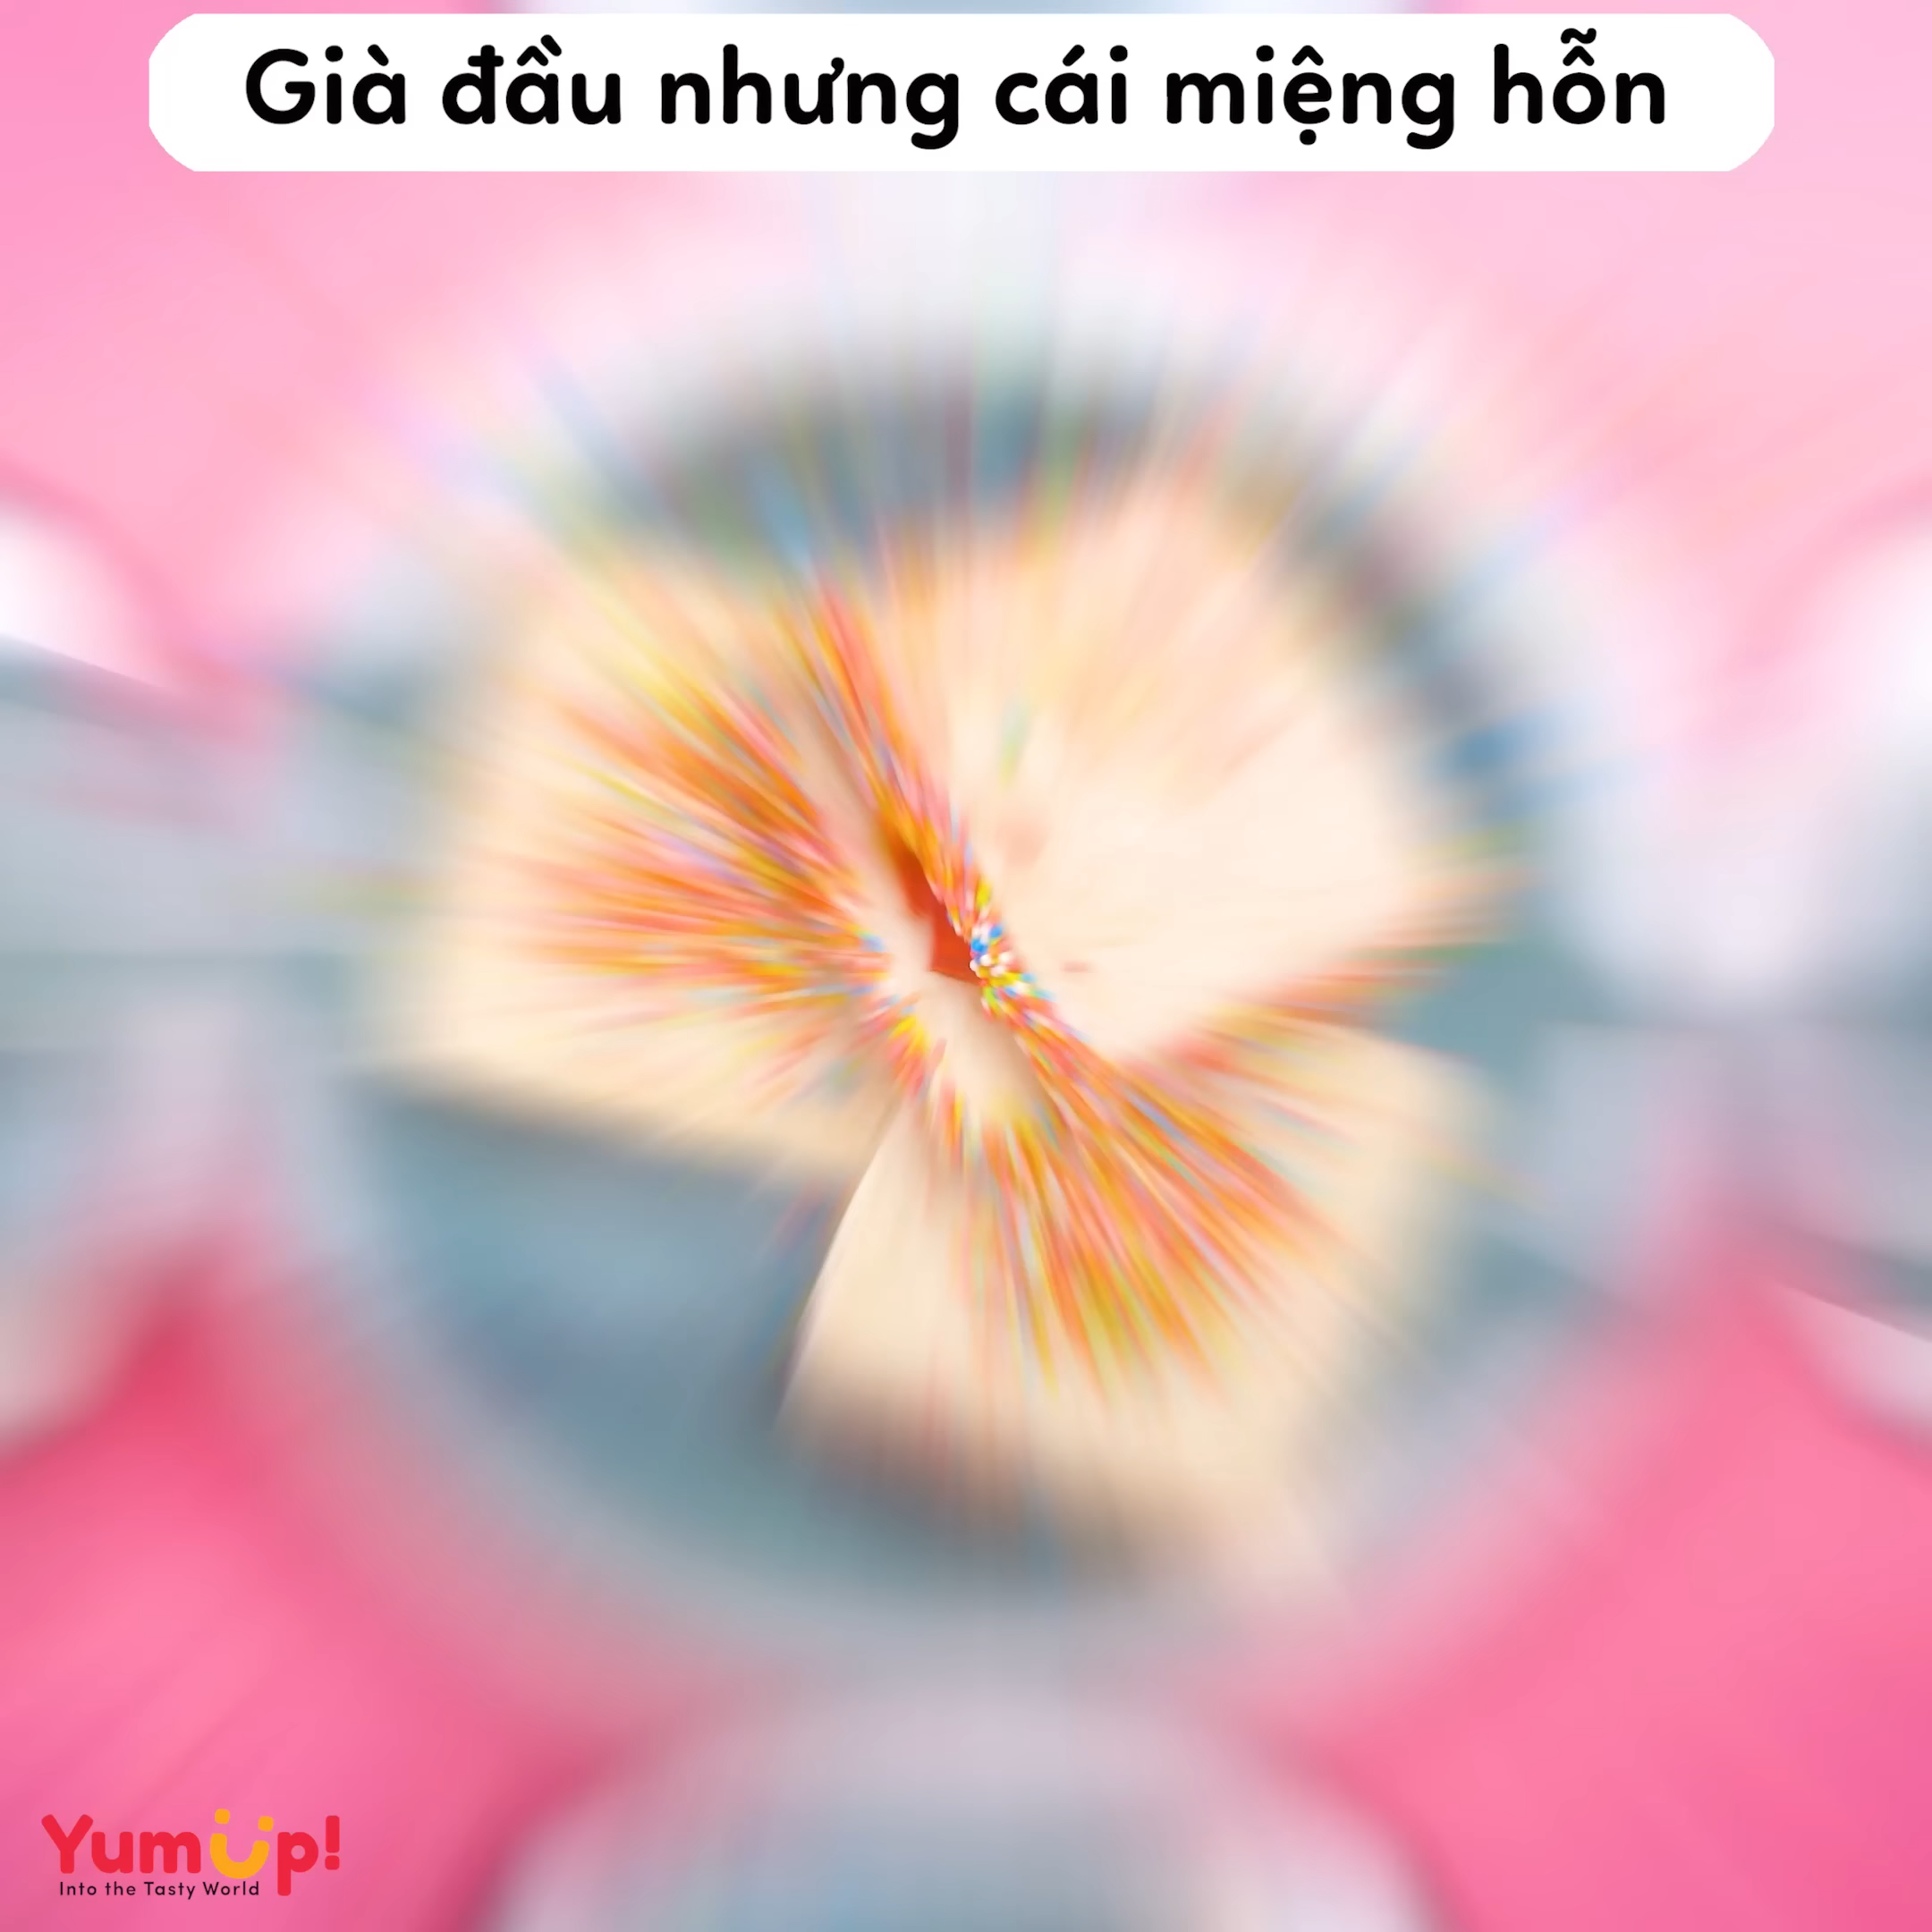 Già đầu nhưng cái miệng hỗn
YumUp!
Into the Tasty World